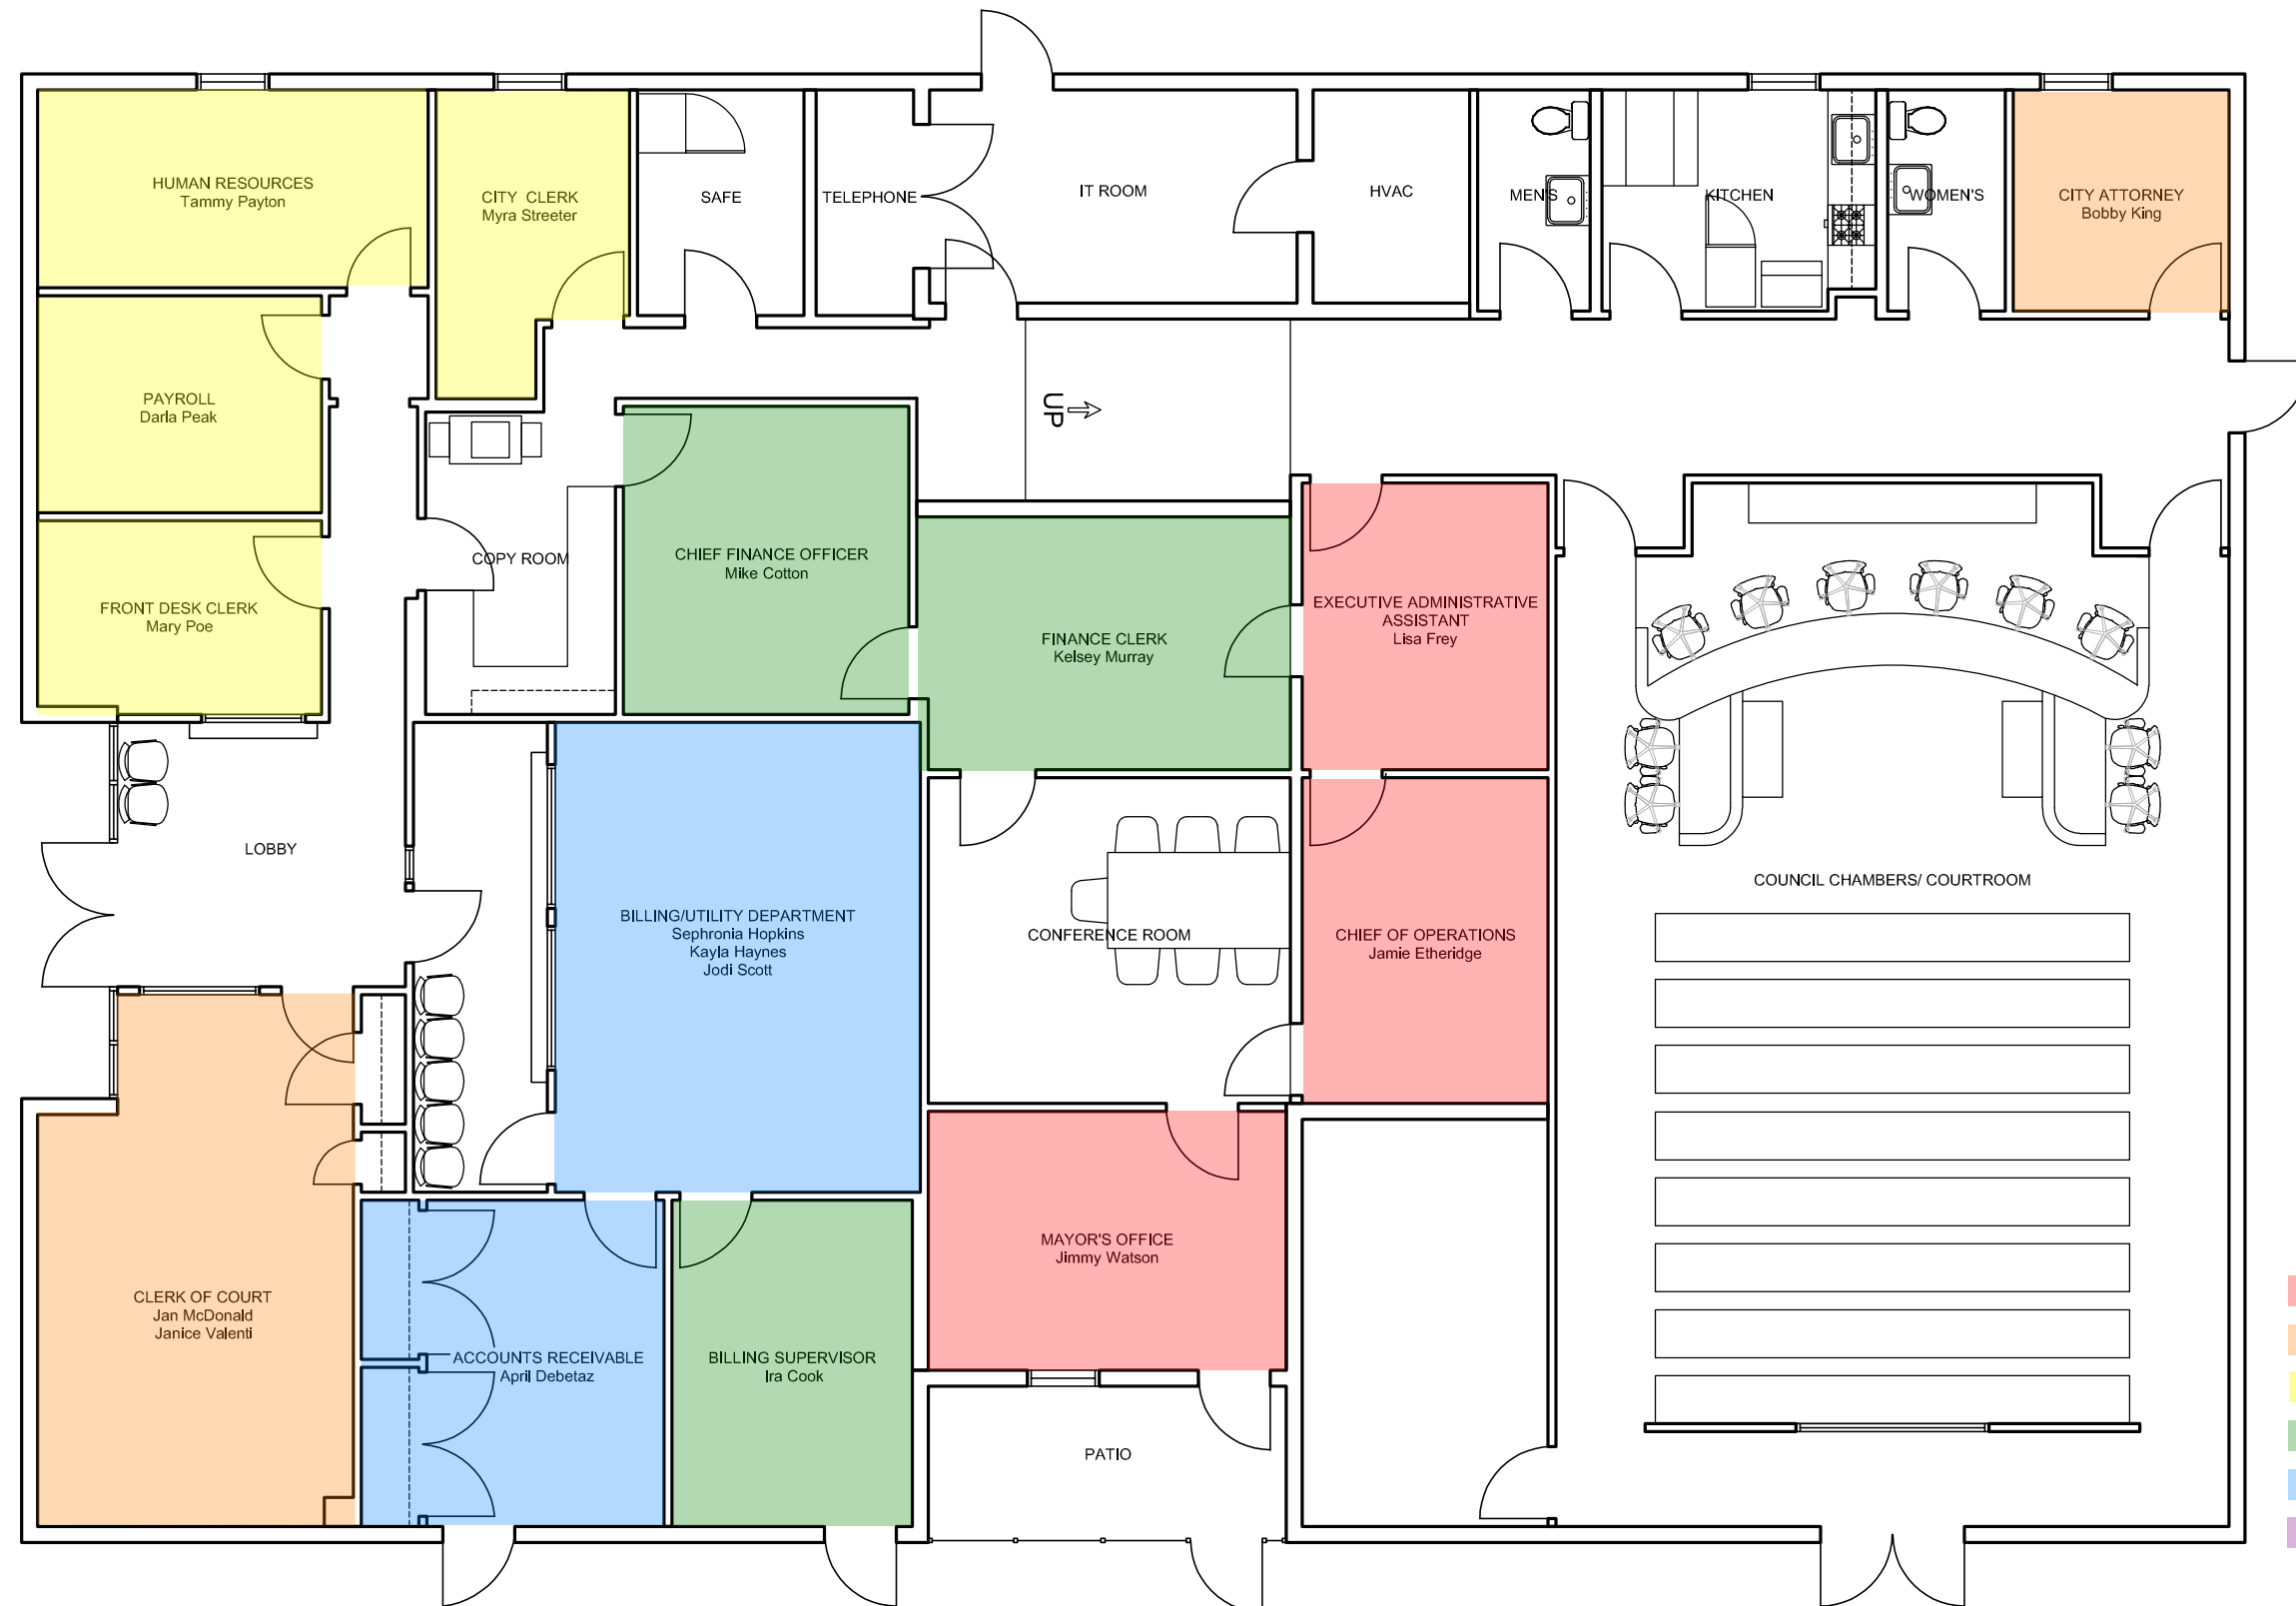 HUMAN RESOURCES
Tammy Payton
CITY CLERK
Myra Streeter
SAFE
TELEPHONE
IT ROOM
HVAC
MEN'S
KITCHEN
WOMEN'S
CITY ATTORNEY
Bobby King
PAYROLL
Darla Peak
UP
COPY ROOM
CHIEF FINANCE OFFICER
Mike Cotton
FRONT DESK CLERK
Mary Poe
FINANCE CLERK
Kelsey Murray
EXECUTIVE ADMINISTRATIVE
ASSISTANT
Lisa Frey
LOBBY
COUNCIL CHAMBERS/ COURTROOM
BILLING/UTILITY DEPARTMENT
Sephronia Hopkins
Kayla Haynes
Jodi Scott
CONFERENCE ROOM
CHIEF OF OPERATIONS
Jamie Etheridge
MAYOR'S OFFICE
Jimmy Watson
CLERK OF COURT
Jan McDonald
Janice Valenti
ACCOUNTS RECEIVABLE
April Debetaz
BILLING SUPERVISOR
Ira Cook
PATIO